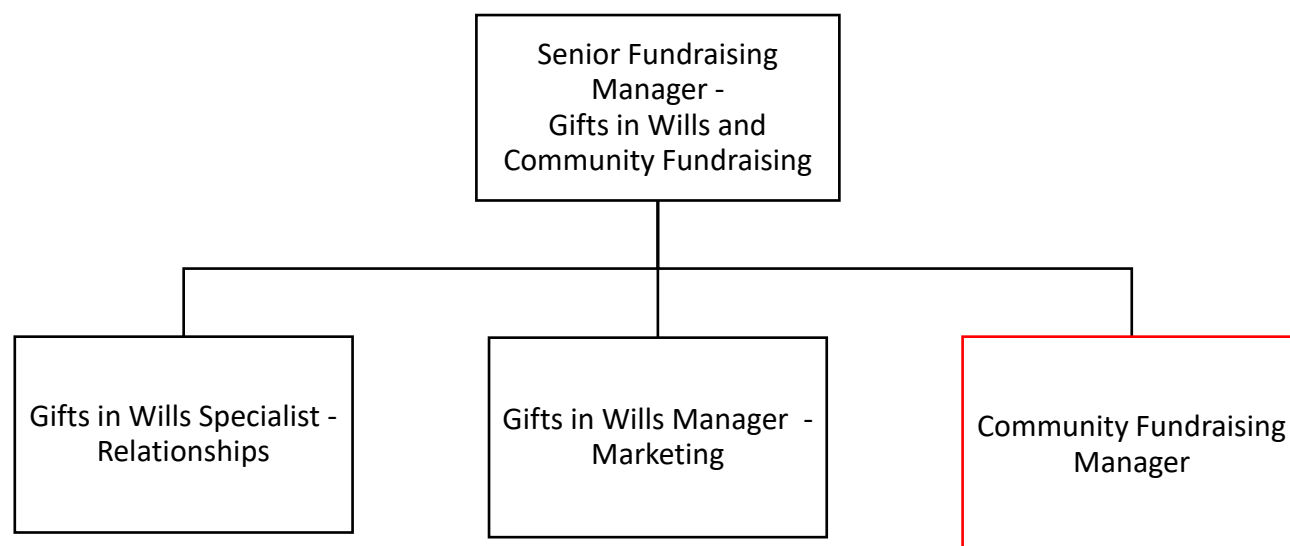 Senior Fundraising
Manager -
Gifts in Wills and
Community Fundraising
Gifts in Wills Specialist -
Relationships
Gifts in Wills Manager  -
Marketing
Community Fundraising
Manager